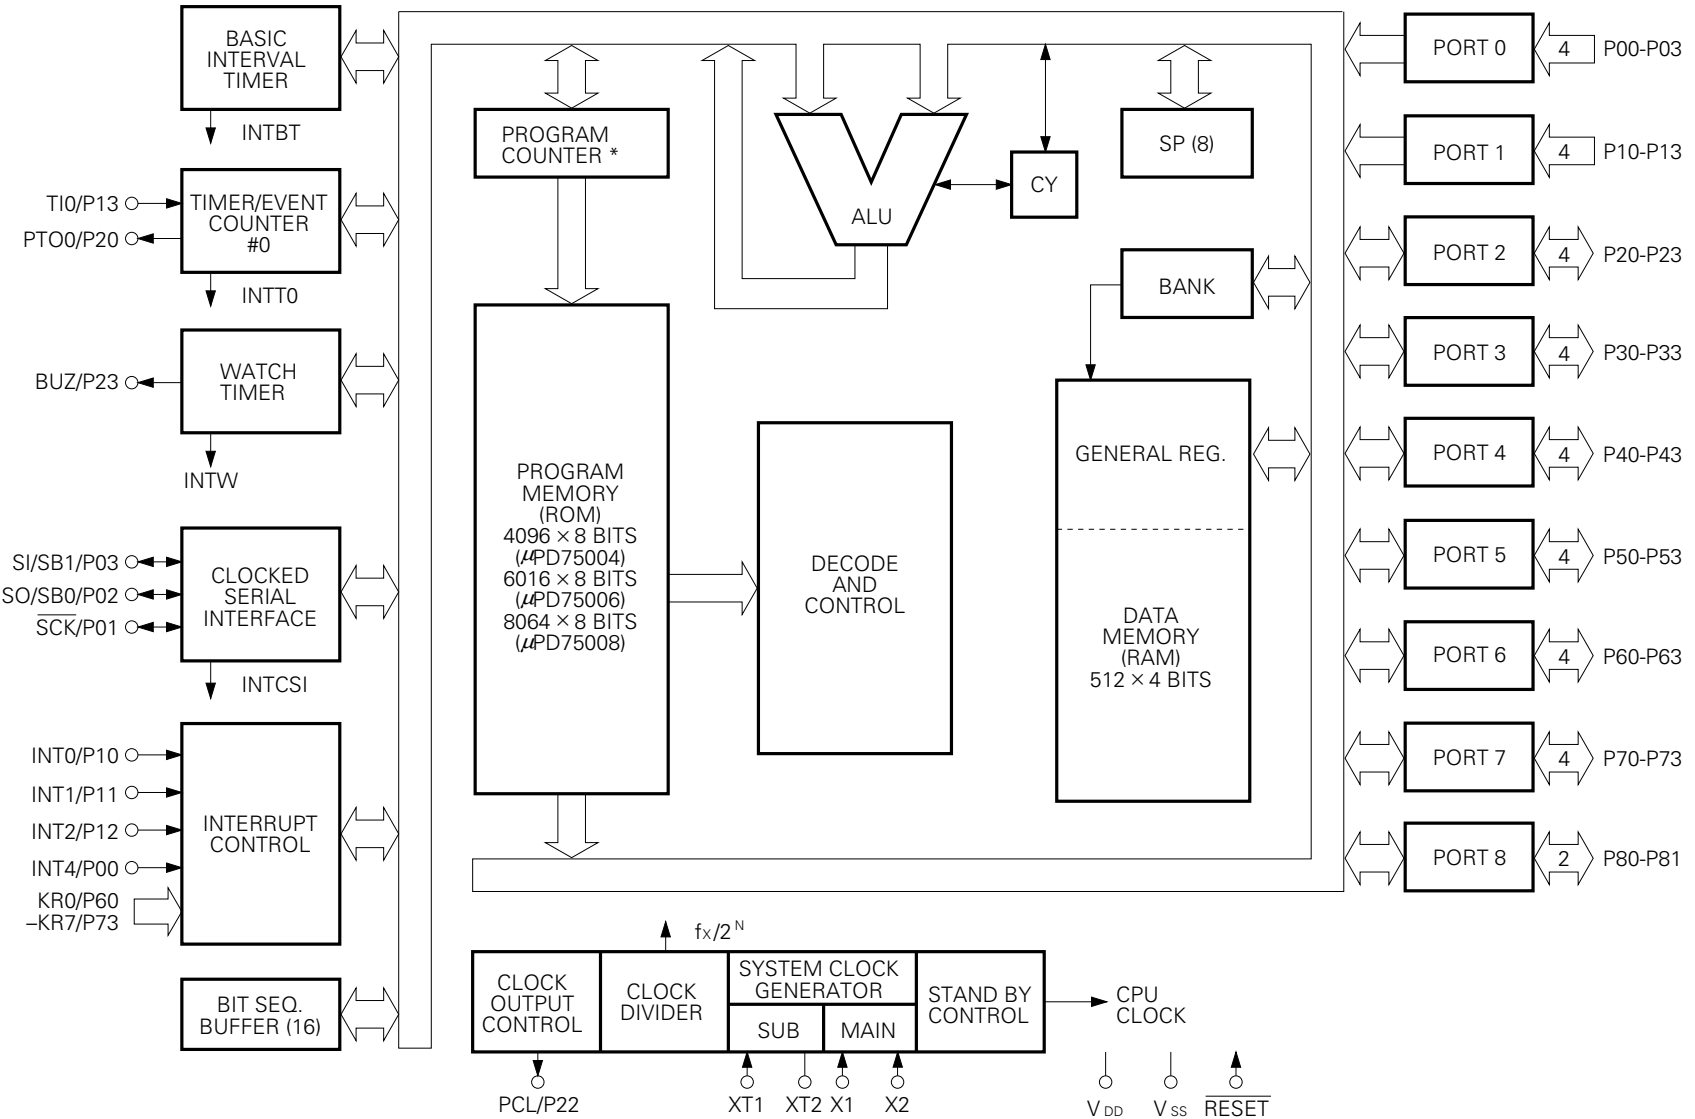 BASIC
INTERVAL
TIMER
INTBT
TI0/P13
PTO0/P20
TIMER/EVENT
COUNTER
#0
INTT0
BUZ/P23
WATCH
TIMER
INTW
SI/SB1/P03
SO/SB0/P02
SCK/P01
CLOCKED
SERIAL
INTERFACE
INTCSI
INT0/P10
INT1/P11
INT2/P12
INT4/P00
KR0/P60
–KR7/P73
INTERRUPT
CONTROL
BIT SEQ.
BUFFER (16)
PROGRAM
COUNTER *
ALU
CY
SP (8)
BANK
PROGRAM
MEMORY
(ROM)
4096 × 8 BITS
(μPD75004)
6016 × 8 BITS
(μPD75006)
8064 × 8 BITS
(μPD75008)
DECODE
AND
CONTROL
GENERAL REG.
DATA
MEMORY
(RAM)
512 × 4 BITS
PORT 0
4
P00-P03
PORT 1
4
P10-P13
PORT 2
4
P20-P23
PORT 3
4
P30-P33
PORT 4
4
P40-P43
PORT 5
4
P50-P53
PORT 6
4
P60-P63
PORT 7
4
P70-P73
PORT 8
2
P80-P81
fX/2 N
CLOCK
OUTPUT
CONTROL
CLOCK
DIVIDER
SYSTEM CLOCK
GENERATOR
SUB
MAIN
STAND BY
CONTROL
CPU
CLOCK
PCL/P22
XT1
XT2
X1
X2
VDD
VSS
RESET